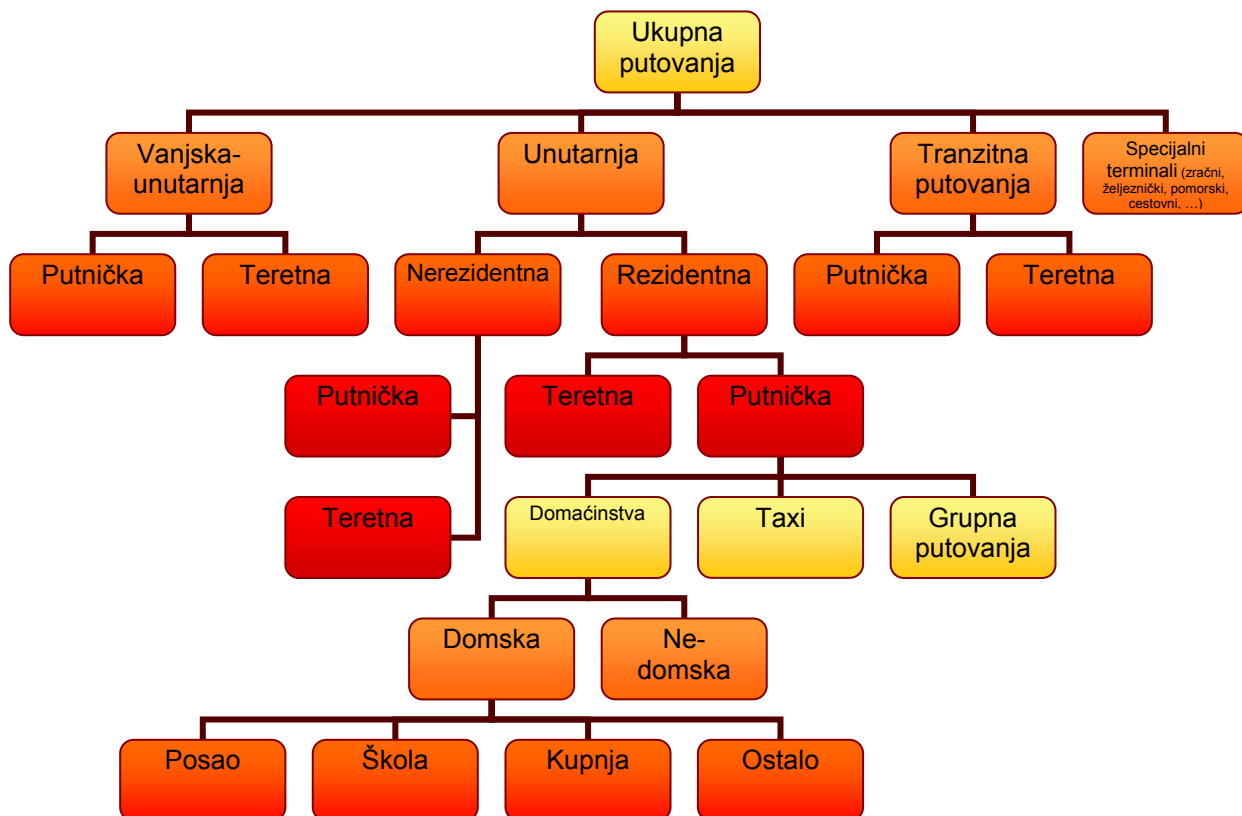 Ukupna
putovanja
Vanjska-
unutarnja
Unutarnja
Tranzitna
putovanja
Specijalni
terminali (zračni,
željeznički, pomorski,
cestovni, ...)
Putnička
Teretna
Nerezidentna
Rezidentna
Putnička
Teretna
Putnička
Teretna
Putnička
Teretna
Domaćinstva
Taxi
Grupna
putovanja
Domska
Ne-
domska
Posao
Škola
Kupnja
Ostalo